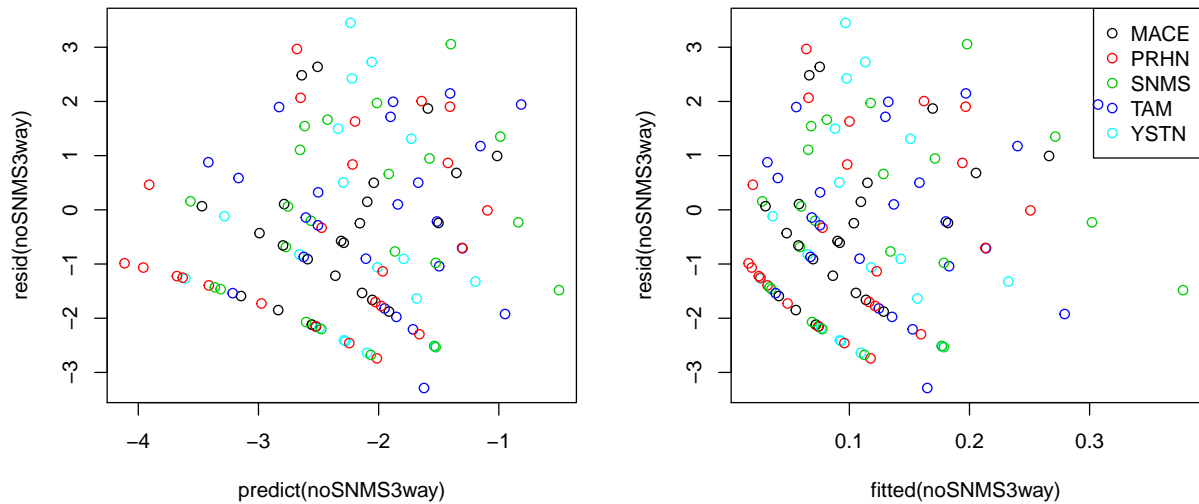 resid(noSNMS3way)
3
2
1
0
−1
−2
−3
−4
−3
−2
−1
predict(noSNMS3way)
resid(noSNMS3way)
3
2
1
0
−1
−2
−3
0.1
0.2
0.3
fitted(noSNMS3way)
MACE
PRHN
SNMS
TAM
YSTN